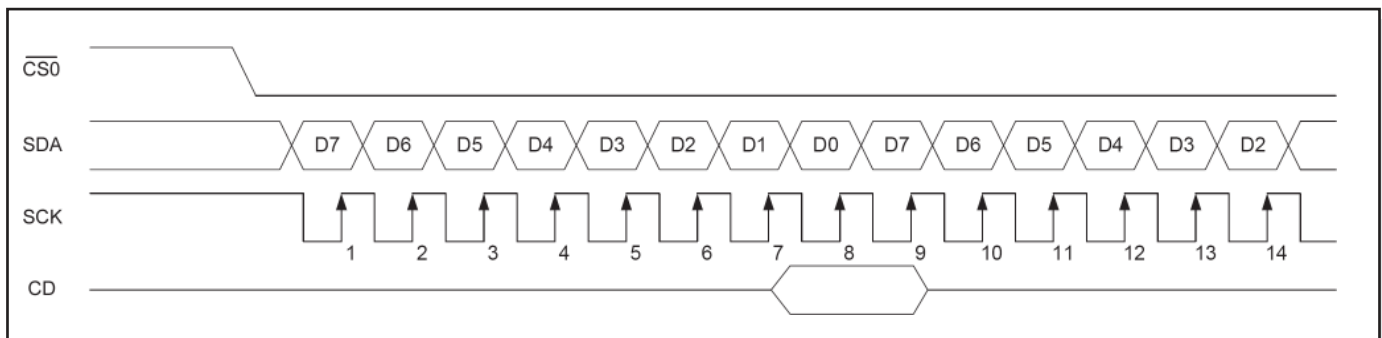 C̅S̅0̅
SDA D7 D6 D5 D4 D3 D2 D1 D0 D7 D6 D5 D4 D3 D2
SCK
1 2 3 4 5 6 7 8 9 10 11 12 13 14
CD